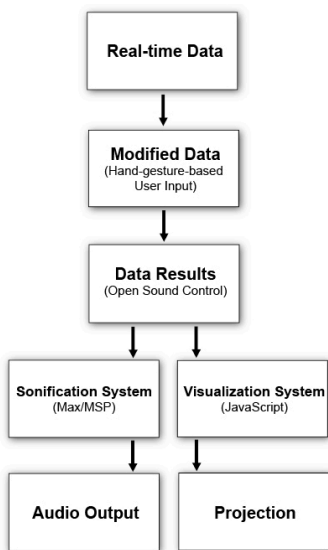 Real-time Data
Modified Data
(Hand-gesture-based
User Input)
Data Results
(Open Sound Control)
Sonification System
(Max/MSP)
Visualization System
(JavaScript)
Audio Output
Projection